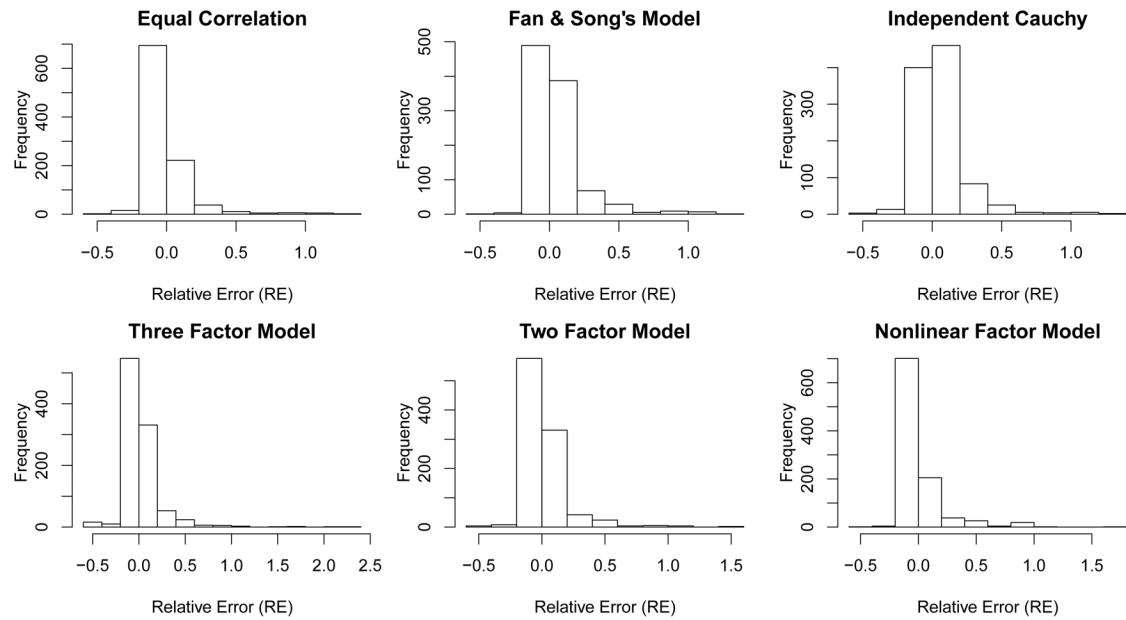 Equal Correlation
Frequency
0
200
400
600
−0.5 0.0 0.5 1.0
Relative Error (RE)
Fan & Song's Model
Frequency
0
100
300
500
−0.5 0.0 0.5 1.0
Relative Error (RE)
Independent Cauchy
Frequency
0
100
300
−0.5 0.0 0.5 1.0
Relative Error (RE)
Three Factor Model
Frequency
0
200
400
−0.5 0.0 0.5 1.0 1.5 2.0 2.5
Relative Error (RE)
Two Factor Model
Frequency
0
200
400
−0.5 0.0 0.5 1.0 1.5
Relative Error (RE)
Nonlinear Factor Model
Frequency
0
200
400
600
−0.5 0.0 0.5 1.0 1.5
Relative Error (RE)